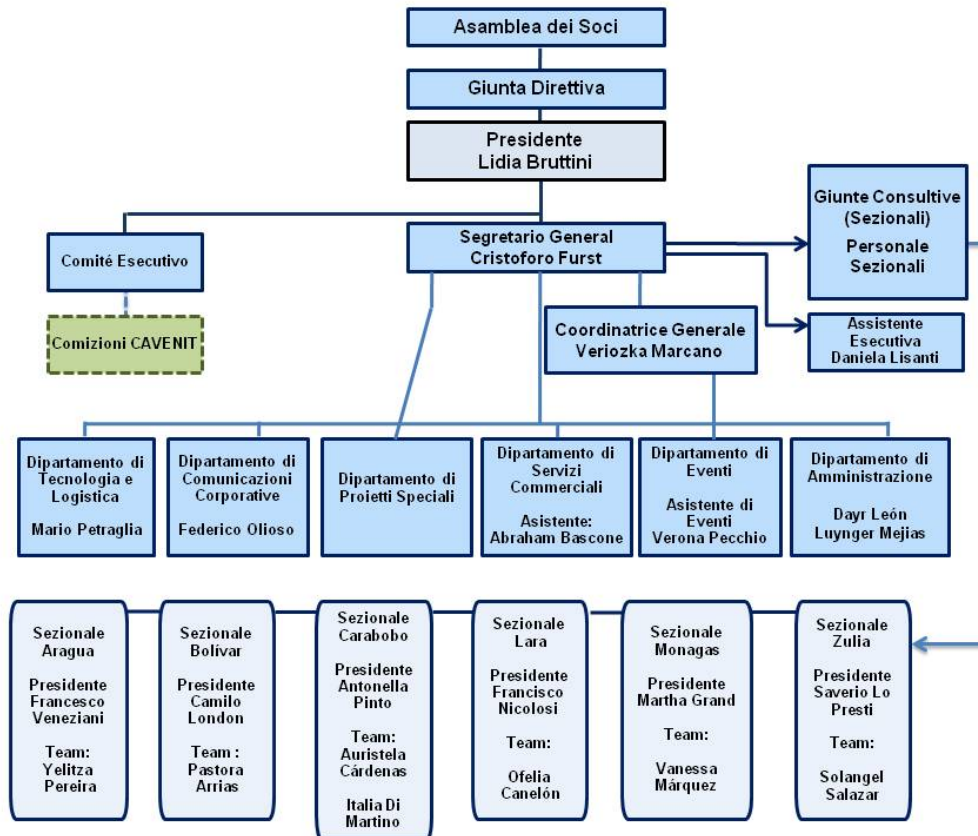 Asamblea dei Soci
Giunta Direttiva
Presidente
Lidia Bruttini
Giunte Consultive
(Sezionali)
Personale
Sezionali
Segretario General
Cristoforo Furst
Comité Esecutivo
Comizioni CAVENIT
Coordinatrice Generale
Veriozka Marcano
Assistente
Esecutiva
Daniela Lisanti
Dipartamento di
Tecnologia e
Logistica
Mario Petraglia
Dipartamento di
Comunicazioni
Corporative
Federico Olioso
Dipartamento di
Proietti Speciali
Dipartamento de
Servizi
Commerciali
Asistente:
Abraham Bascone
Dipartamento di
Eventi
Asistente di
Eventi
Verona Pecchio
Dipartamento di
Amministrazione
Dayr León
Luynger Mejias
Sezionale
Aragua
Presidente
Francesco
Veneziani
Team:
Yelitza
Pereira
Sezionale
Bolívar
Presidente
Camilo
London
Team :
Pastora
Arrias
Sezionale
Carabobo
Presidente
Antonella
Pinto
Team:
Auristela
Cárdenas
Italia Di
Martino
Sezionale
Lara
Presidente
Francisco
Nicolosi
Team:
Ofelia
Canelón
Sezionale
Monagas
Presidente
Martha Grand
Team:
Vanessa
Márquez
Sezionale
Zulia
Presidente
Saverio Lo
Presti
Team:
Solangel
Salazar